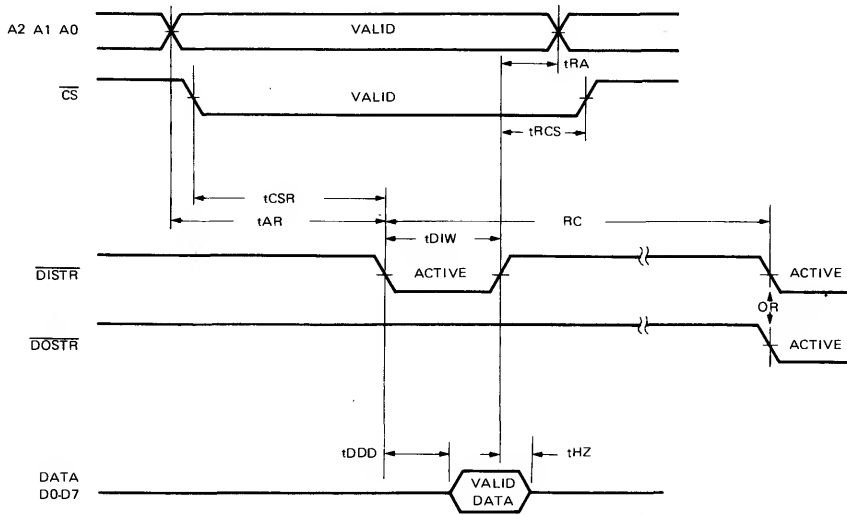 A2 A1 A0
VALID
tRA
CS
VALID
tRCS
tCSR
tAR
RC
tDIW
DISTR
ACTIVE
ACTIVE
OR
DOSTR
ACTIVE
tDDD
tHZ
DATA
D0-D7
VALID
DATA